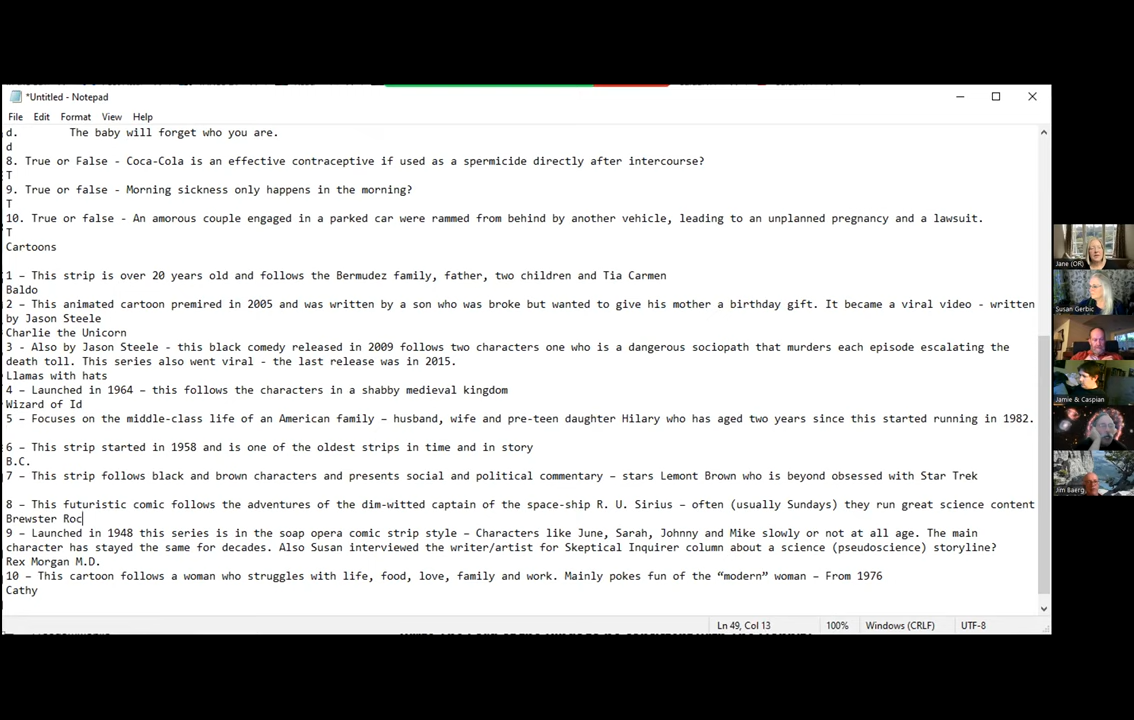 *Untitled - Notepad
File Edit Format View Help
d. The baby will forget who you are.
d
8. True or False - Coca-Cola is an effective contraceptive if used as a spermicide directly after intercourse?
T
9. True or false - Morning sickness only happens in the morning?
T
10. True or false - An amorous couple engaged in a parked car were rammed from behind by another vehicle, leading to an unplanned pregnancy and a lawsuit.
T
Cartoons
1 – This strip is over 20 years old and follows the Bermudez family, father, two children and Tia Carmen
Baldo
2 – This animated cartoon premired in 2005 and was written by a son who was broke but wanted to give his mother a birthday gift. It became a viral video - written
by Jason Steele
Charlie the Unicorn
3 - Also by Jason Steele - this black comedy released in 2009 follows two characters one who is a dangerous sociopath that murders each episode escalating the
death toll. This series also went viral - the last release was in 2015.
Llamas with hats
4 – Launched in 1964 – this follows the characters in a shabby medieval kingdom
Wizard of Id
5 – Focuses on the middle-class life of an American family – husband, wife and pre-teen daughter Hilary who has aged two years since this started running in 1982.
6 – This strip started in 1958 and is one of the oldest strips in time and in story
B.C.
7 – This strip follows black and brown characters and presents social and political commentary – stars Lemont Brown who is beyond obsessed with Star Trek
8 – This futuristic comic follows the adventures of the dim-witted captain of the space-ship R. U. Sirius – often (usually Sundays) they run great science content
Brewster Roc
9 – Launched in 1948 this series is in the soap opera comic strip style – Characters like June, Sarah, Johnny and Mike slowly or not at all age. The main
character has stayed the same for decades. Also Susan interviewed the writer/artist for Skeptical Inquirer column about a science (pseudoscience) storyline?
Rex Morgan M.D.
10 – This cartoon follows a woman who struggles with life, food, love, family and work. Mainly pokes fun of the “modern” woman – From 1976
Cathy
Ln 49, Col 13 100% Windows (CRLF) UTF-8
Jane (OR)
Susan Gerbic
Jamie & Caspian
Jim Baerg